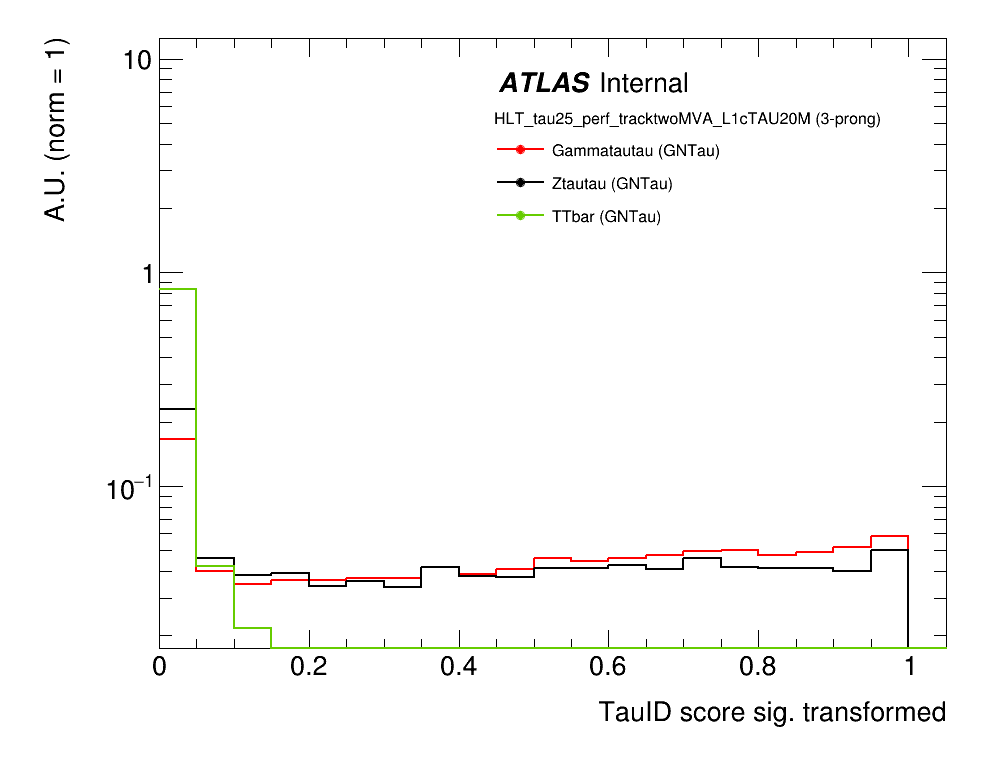 A.U. (norm = 1)
10
1
10⁻¹
ATLAS Internal
HLT_tau25_perf_tracktwoMVA_L1cTAU20M (3-prong)
Gammatautau (GNTau)
Ztautau (GNTau)
TTbar (GNTau)
0 0.2 0.4 0.6 0.8 1
TauID score sig. transformed